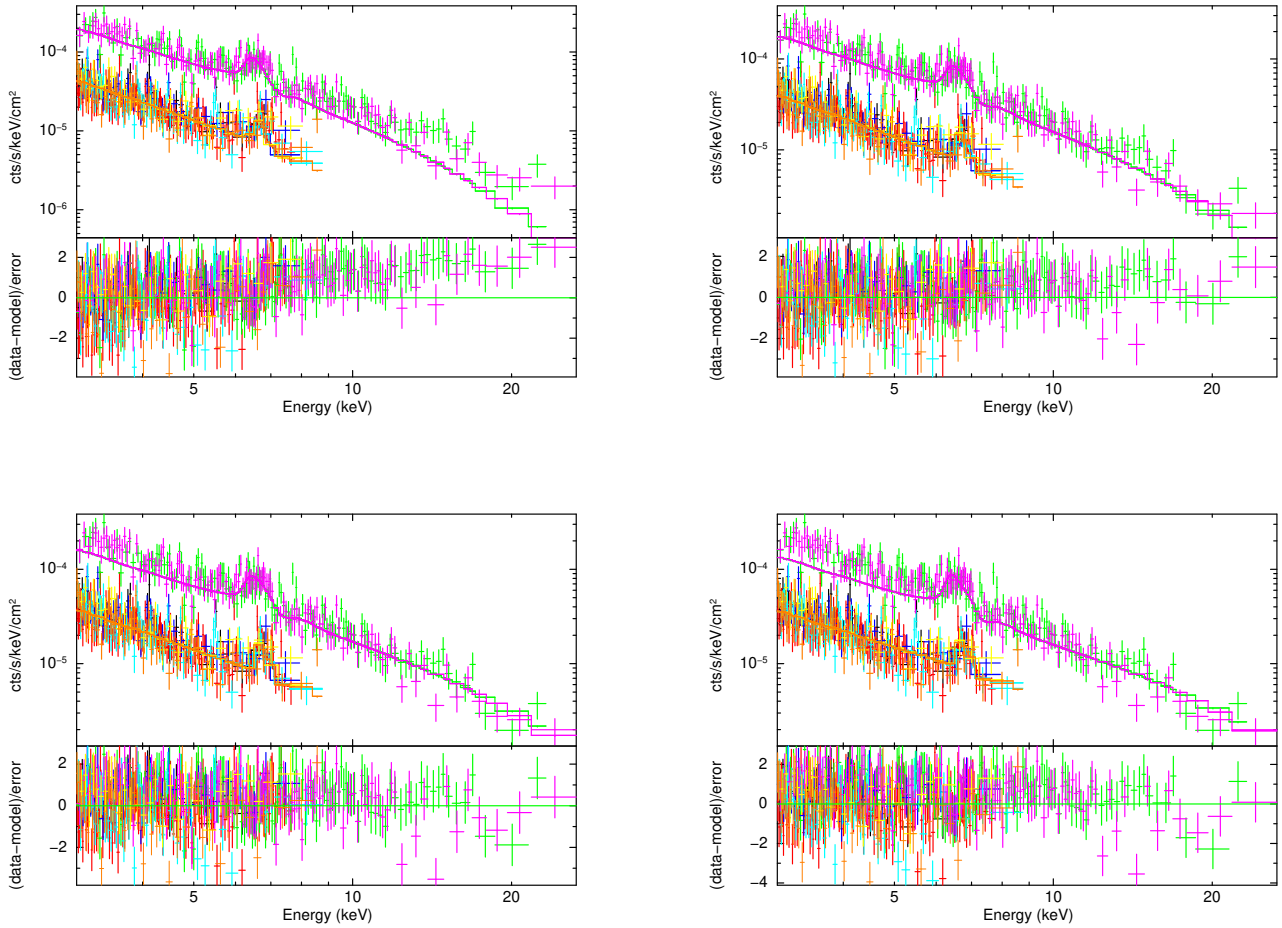 cts/s/keV/cm²
10⁻⁴
10⁻⁵
10⁻⁶
(data−model)/error
2
0
−2
5
10
20
Energy (keV)
cts/s/keV/cm²
10⁻⁴
10⁻⁵
(data−model)/error
2
0
−2
5
10
20
Energy (keV)
cts/s/keV/cm²
10⁻⁴
10⁻⁵
(data−model)/error
2
0
−2
5
10
20
Energy (keV)
cts/s/keV/cm²
10⁻⁴
10⁻⁵
(data−model)/error
2
0
−2
−4
5
10
20
Energy (keV)